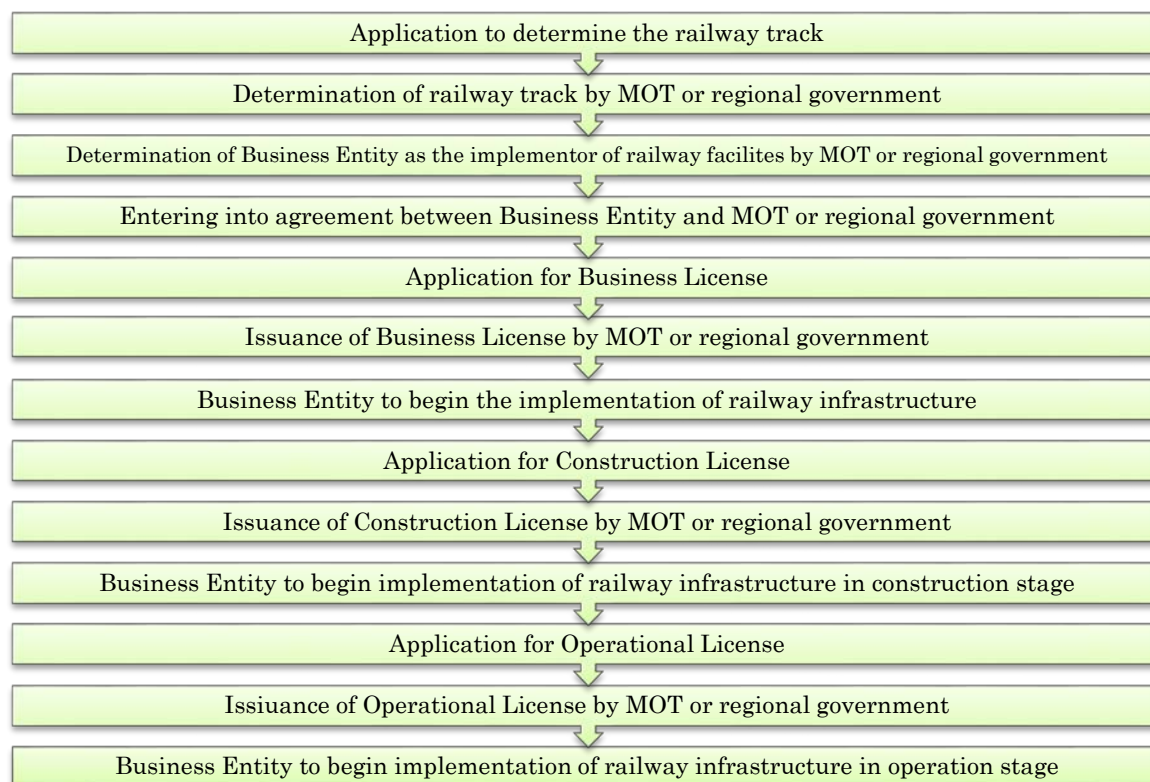 Application to determine the railway track
Determination of railway track by MOT or regional government
Determination of Business Entity as the implementor of railway facilites by MOT or regional government
Entering into agreement between Business Entity and MOT or regional government
Application for Business License
Issuance of Business License by MOT or regional government
Business Entity to begin the implementation of railway infrastructure
Application for Construction License
Issuance of Construction License by MOT or regional government
Business Entity to begin implementation of railway infrastructure in construction stage
Application for Operational License
Issiuance of Operational License by MOT or regional government
Business Entity to begin implementation of railway infrastructure in operation stage